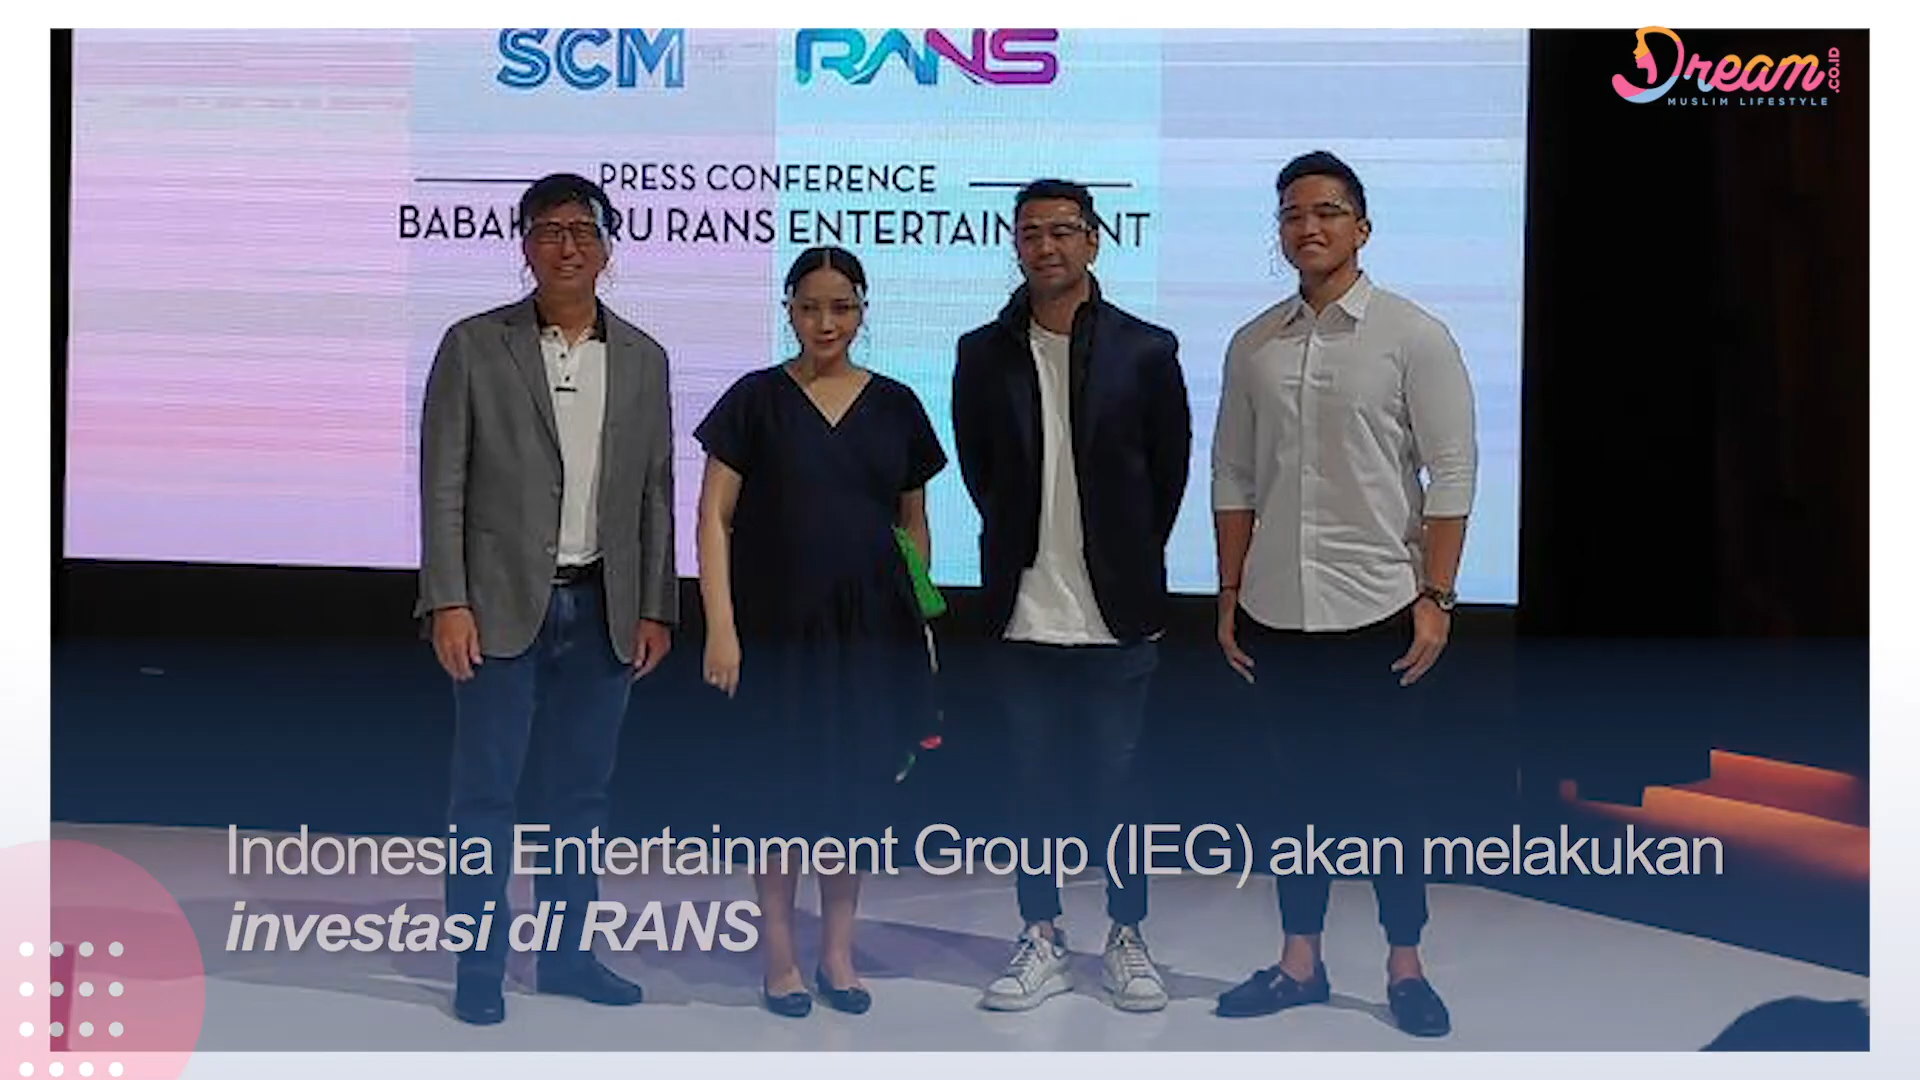 SCM RANS
Dream .CO.ID
MUSLIM LIFESTYLE
PRESS CONFERENCE
RU RANS ENTERTAIN NT
Indonesia Entertainment Group (IEG) akan melakukan
investasi di RANS